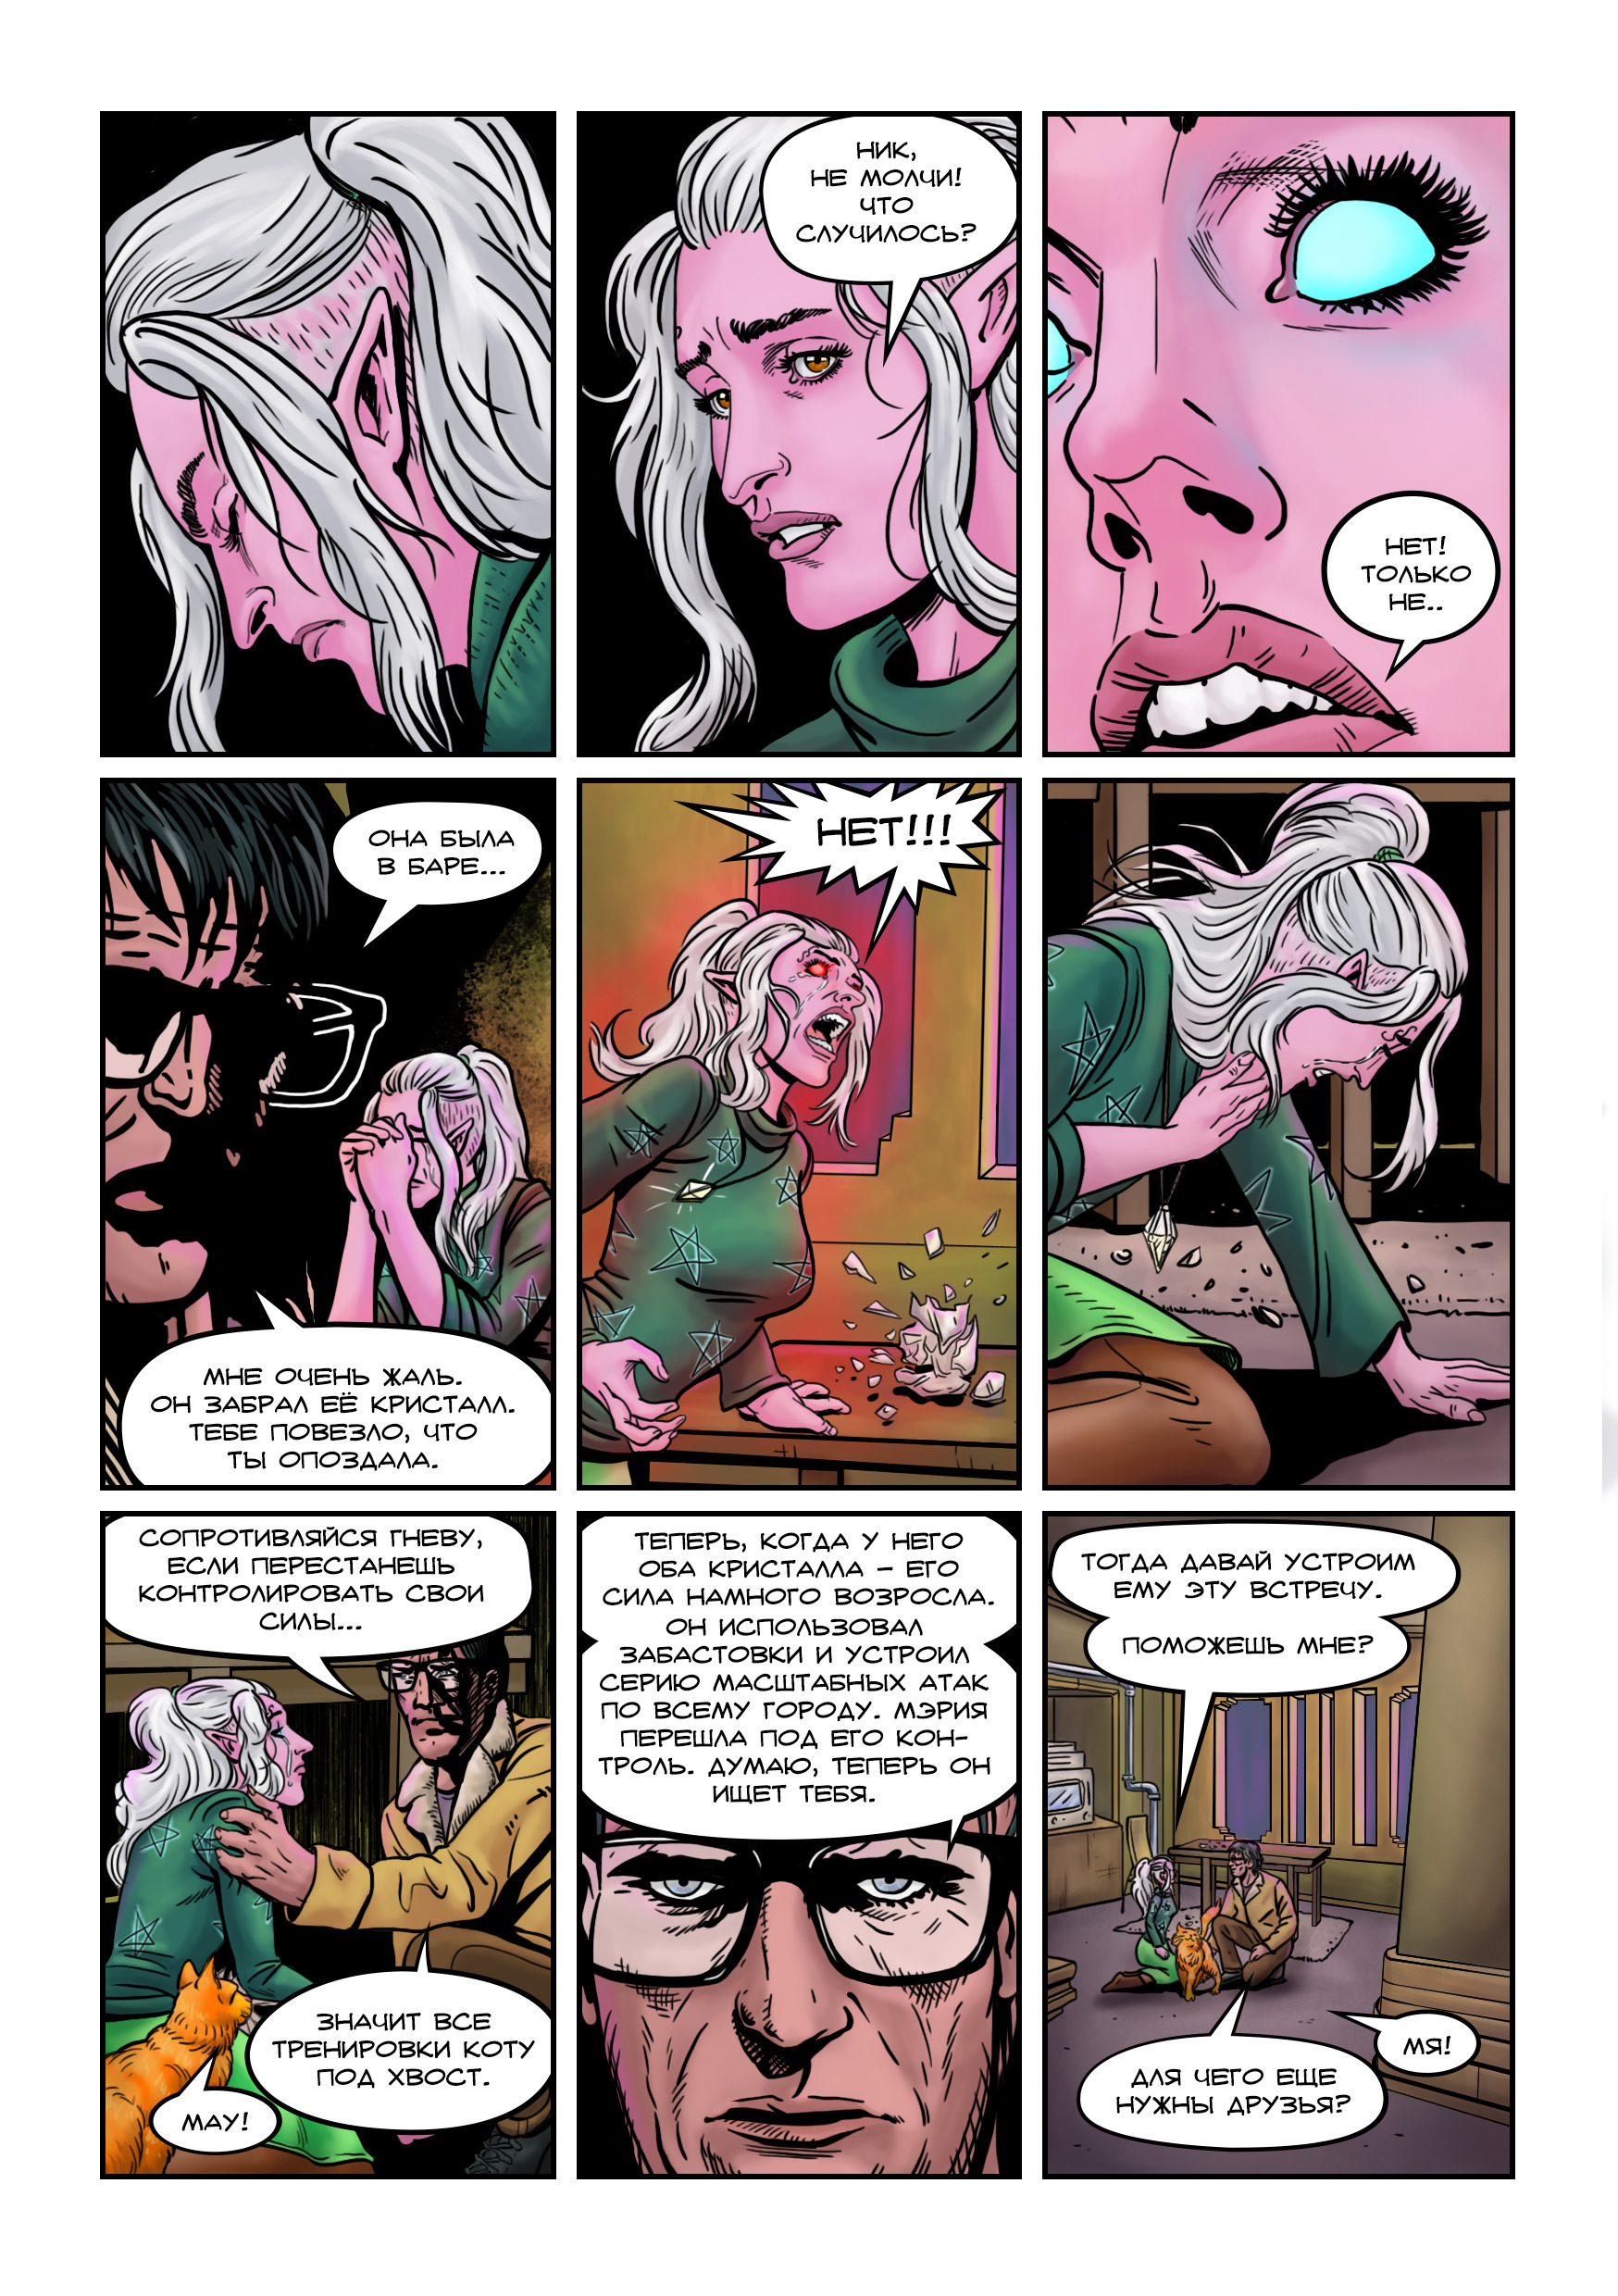 НИК,
НЕ МОЛЧИ!
ЧТО
СЛУЧИЛОСЬ?
НЕТ!
ТОЛЬКО
НЕ..
ОНА БЫЛА
В БАРЕ...
МНЕ ОЧЕНЬ ЖАЛЬ.
ОН ЗАБРАЛ ЕЁ КРИСТАЛЛ.
ТЕБЕ ПОВЕЗЛО, ЧТО
ТЫ ОПОЗДАЛА.
НЕТ!!!
СОПРОТИВЛЯЙСЯ ГНЕВУ,
ЕСЛИ ПЕРЕСТАНЕШЬ
КОНТРОЛИРОВАТЬ СВОИ
СИЛЫ...
ЗНАЧИТ ВСЕ
ТРЕНИРОВКИ КОТУ
ПОД ХВОСТ.
МАУ!
ТЕПЕРЬ, КОГДА У НЕГО
ОБА КРИСТАЛЛА - ЕГО
СИЛА НАМНОГО ВОЗРОСЛА.
ОН ИСПОЛЬЗОВАЛ
ЗАБАСТОВКИ И УСТРОИЛ
СЕРИЮ МАСШТАБНЫХ АТАК
ПО ВСЕМУ ГОРОДУ. МЭРИЯ
ПЕРЕШЛА ПОД ЕГО КОН-
ТРОЛЬ. ДУМАЮ, ТЕПЕРЬ ОН
ИЩЕТ ТЕБЯ.
ТОГДА ДАВАЙ УСТРОИМ
ЕМУ ЭТУ ВСТРЕЧУ.
ПОМОЖЕШЬ МНЕ?
МЯ!
ДЛЯ ЧЕГО ЕЩЕ
НУЖНЫ ДРУЗЬЯ?